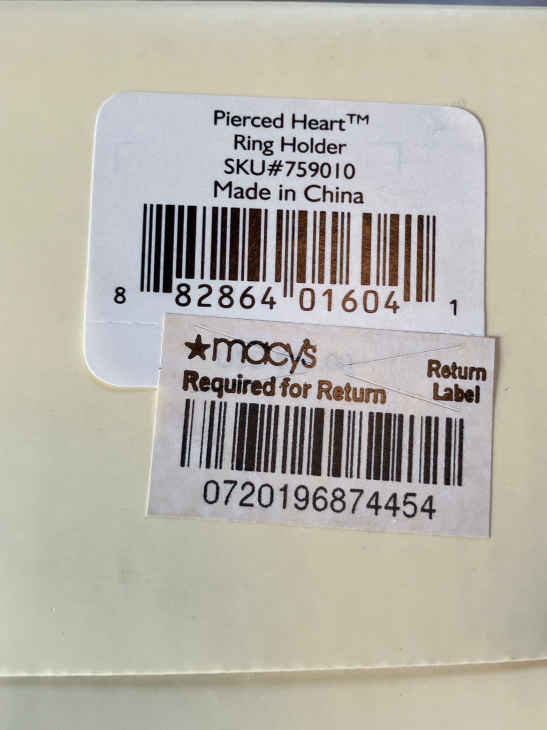 Pierced Heart™
Ring Holder
SKU#759010
Made in China
8 82864 01604 1
macy's
Required for Return
Return
Label
0720196874454